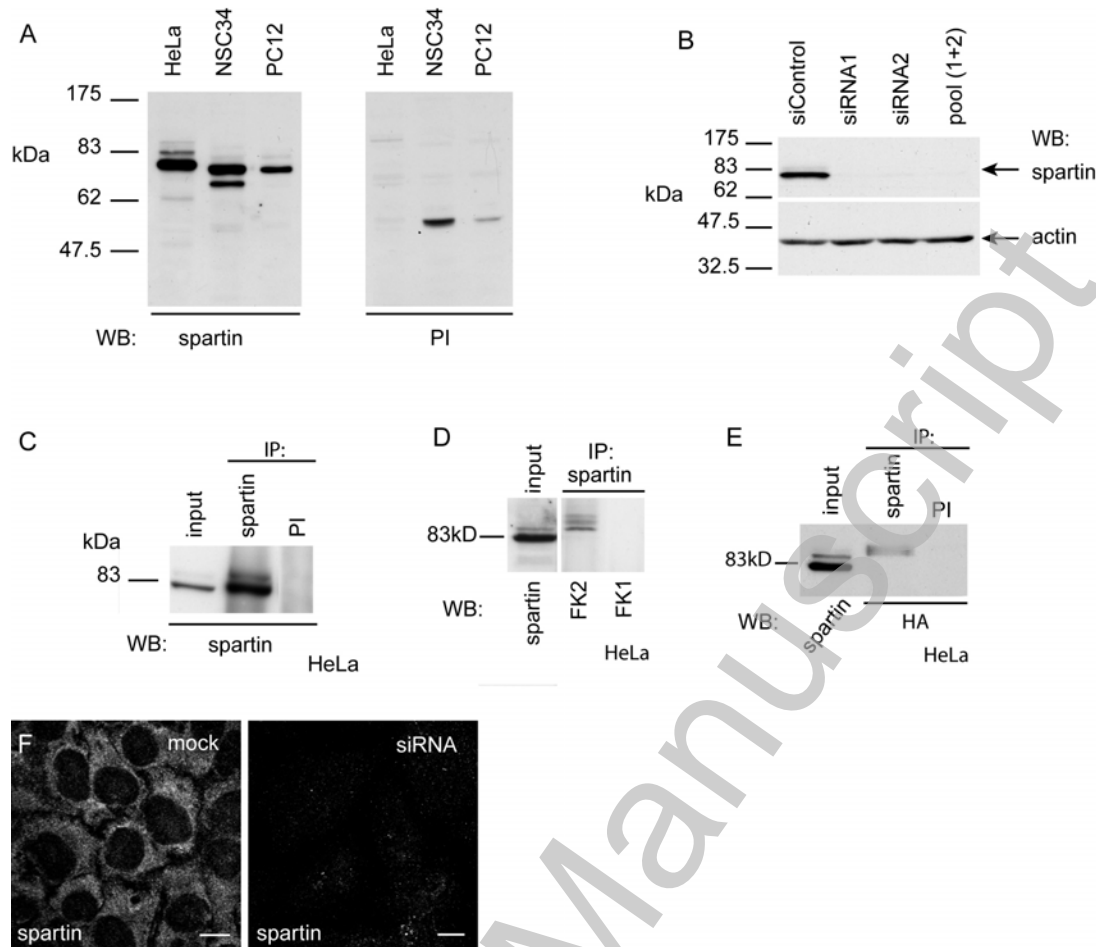 A
HeLa
NSC34
PC12
HeLa
NSC34
PC12
175
kDa
83
62
47.5
WB: spartin PI
B
siControl
siRNA1
siRNA2
pool (1+2)
WB:
175
83
spartin
kDa
62
47.5
actin
32.5
C
IP:
input
spartin
PI
kDa
83
WB: spartin
HeLa
D
IP:
spartin
input
83kD
WB: spartin FK2 FK1
HeLa
E
IP:
input
spartin
PI
83kD
WB: spartin HA
HeLa
F
mock
spartin
siRNA
spartin
Manuscript